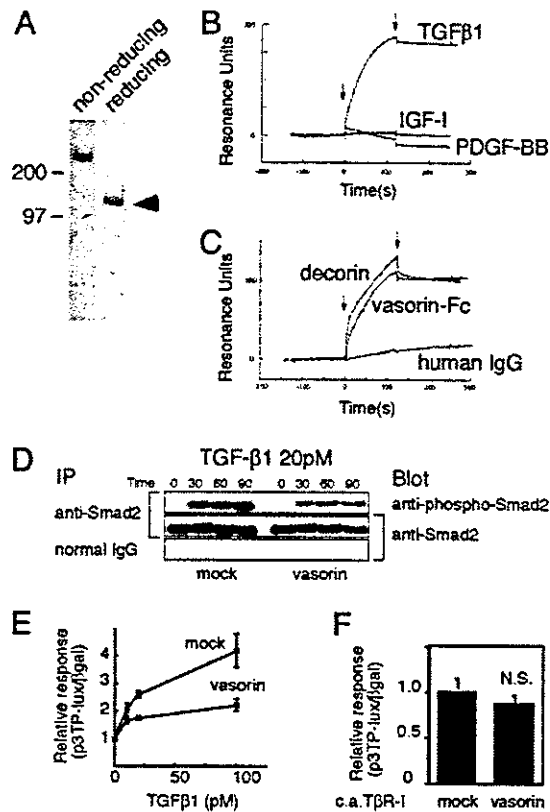 A
non-reducing
reducing
200
97
B
Resonance Units
TGFβ1
IGF-I
PDGF-BB
0
Time(s)
C
Resonance Units
decorin
vasorin-Fc
human IgG
0
Time(s)
D
TGF-β1 20pM
IP
Time
0 30 60 90 0 30 60 90
Blot
anti-Smad2
anti-phospho-Smad2
anti-Smad2
normal IgG
mock
vasorin
E
Relative response
(p3TP-lux/βgal)
4
3
2
1
mock
vasorin
0
50
100
TGFβ1 (pM)
F
Relative response
(p3TP-lux/βgal)
1.0
0.5
0
N.S.
c.a.TβR-I
mock
vasorin